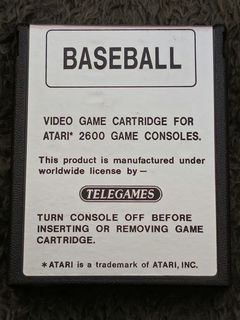 BASEBALL
VIDEO GAME CARTRIDGE FOR
ATARI* 2600 GAME CONSOLES.
This product is manufactured under
worldwide license by —
TELEGAMES
TURN CONSOLE OFF BEFORE
INSERTING OR REMOVING GAME
CARTRIDGE.
*ATARI is a trademark of ATARI, INC.